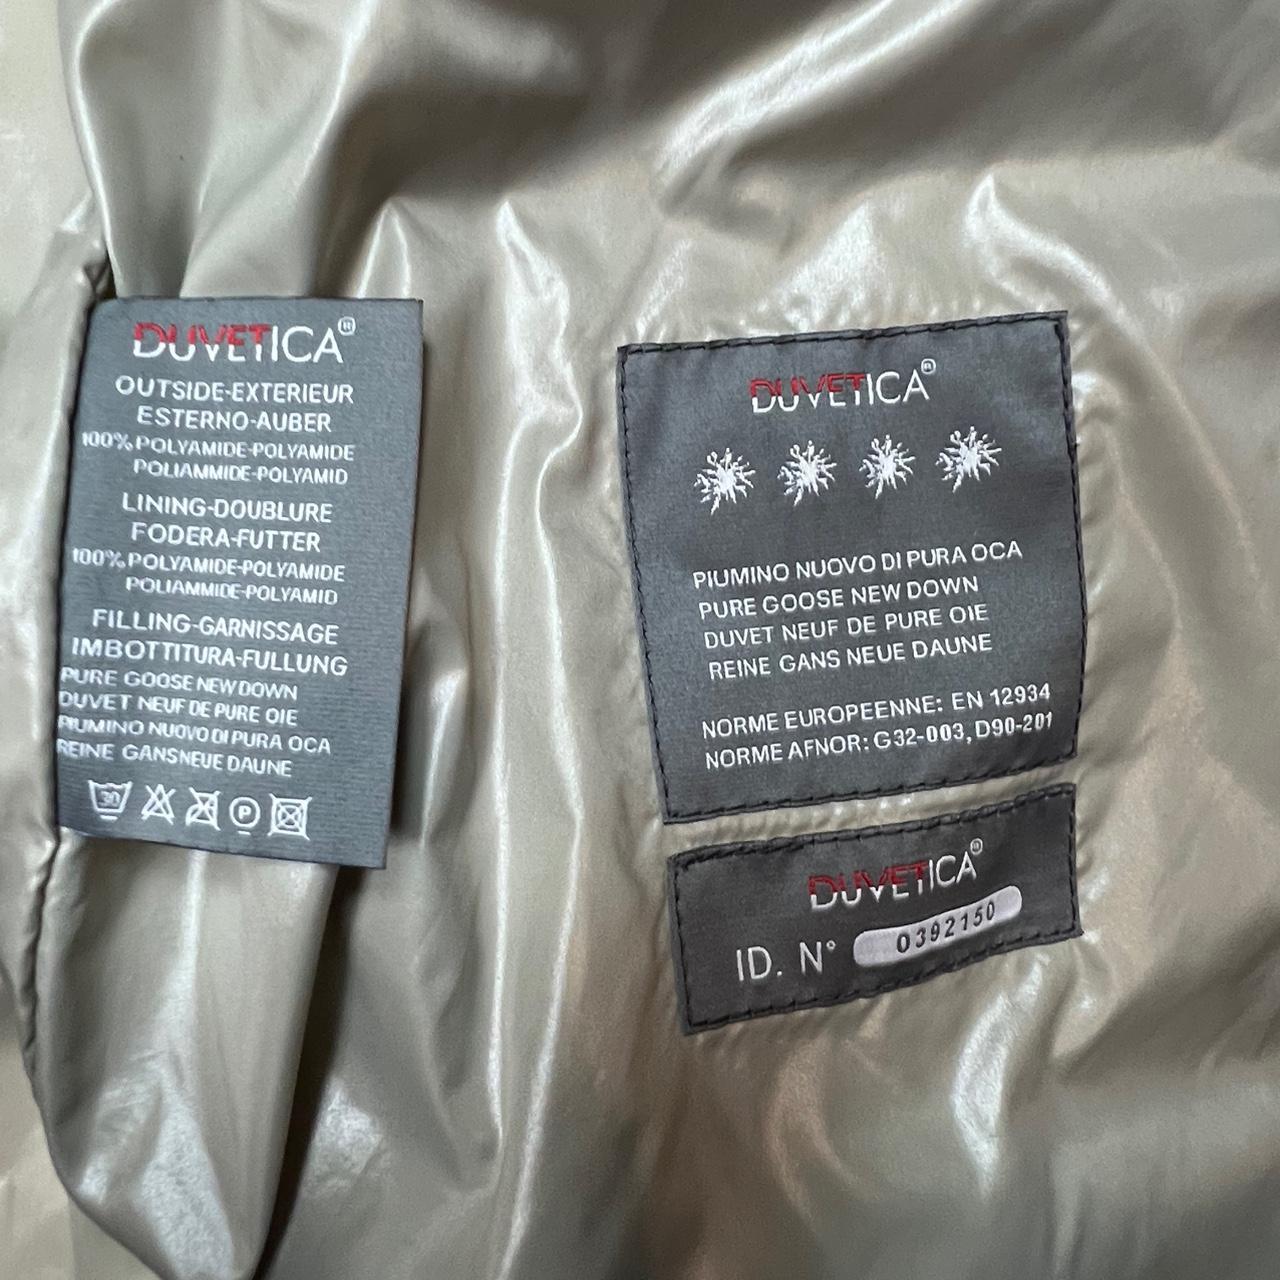 DUVETICA®
OUTSIDE-EXTERIEUR
ESTERNO-AUBER
100% POLYAMIDE-POLYAMIDE
POLIAMMIDE-POLYAMID
LINING-DOUBLURE
FODERA-FUTTER
100% POLYAMIDE-POLYAMIDE
POLIAMMIDE-POLYAMID
FILLING-GARNISSAGE
IMBOTTITURA-FULLUNG
PURE GOOSE NEW DOWN
DUVET NEUF DE PURE OIE
PIUMINO NUOVO DI PURA OCA
REINE GANSNEUE DAUNE
30 P
DUVETICA®
PIUMINO NUOVO DI PURA OCA
PURE GOOSE NEW DOWN
DUVET NEUF DE PURE OIE
REINE GANS NEUE DAUNE
NORME EUROPEENNE: EN 12934
NORME AFNOR: G32-003, D90-201
DUVETICA®
ID. N° 0392150